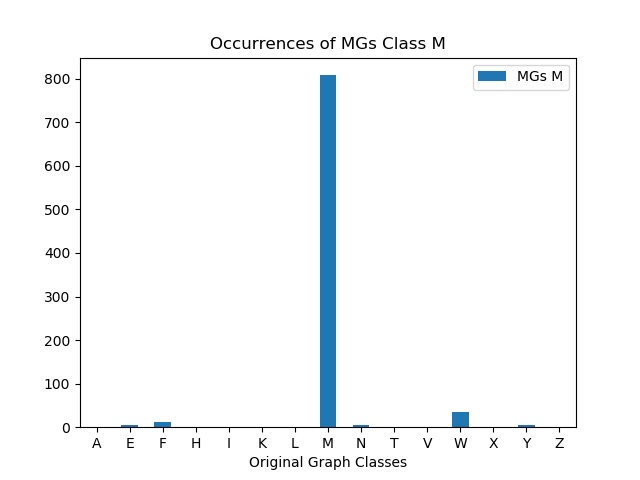 Occurrences of MGs Class M
MGs M
800
700
600
500
400
300
200
100
0
A E F H I K L M N T V W X Y Z
Original Graph Classes